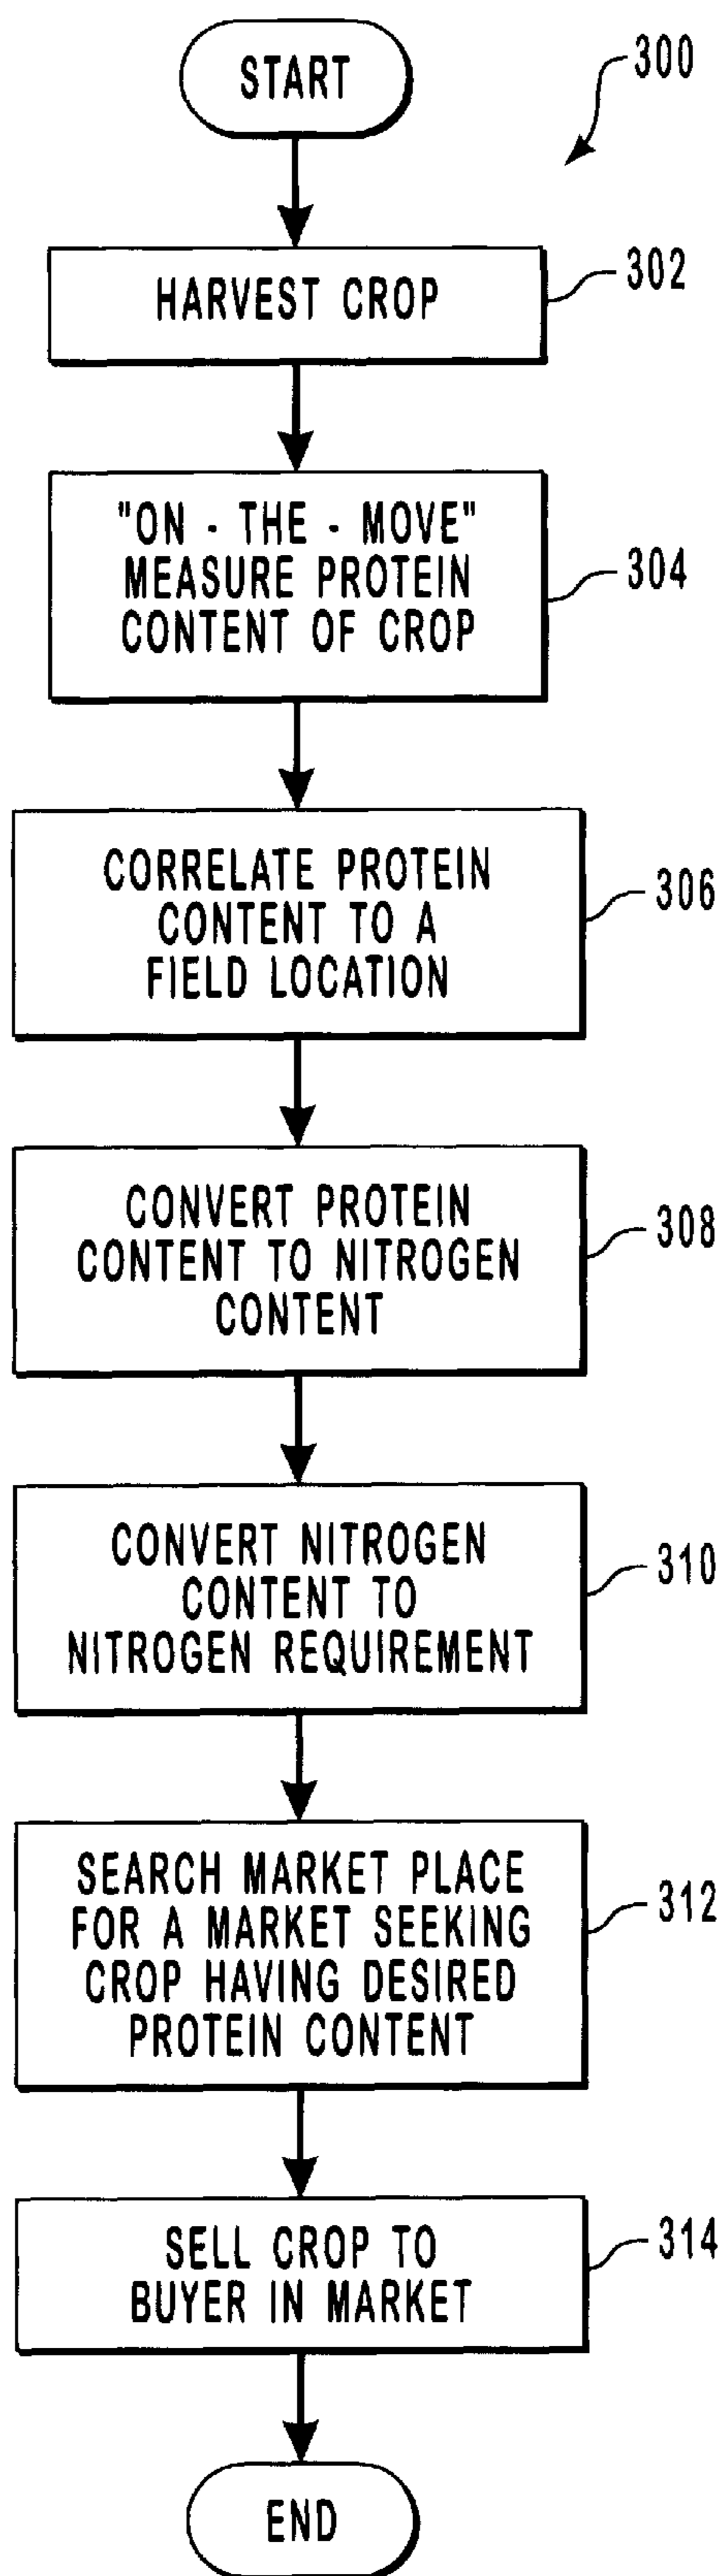 START
300
HARVEST CROP
302
"ON - THE - MOVE"
MEASURE PROTEIN
CONTENT OF CROP
304
CORRELATE PROTEIN
CONTENT TO A
FIELD LOCATION
306
CONVERT PROTEIN
CONTENT TO NITROGEN
CONTENT
308
CONVERT NITROGEN
CONTENT TO
NITROGEN REQUIREMENT
310
SEARCH MARKET PLACE
FOR A MARKET SEEKING
CROP HAVING DESIRED
PROTEIN CONTENT
312
SELL CROP TO
BUYER IN MARKET
314
END